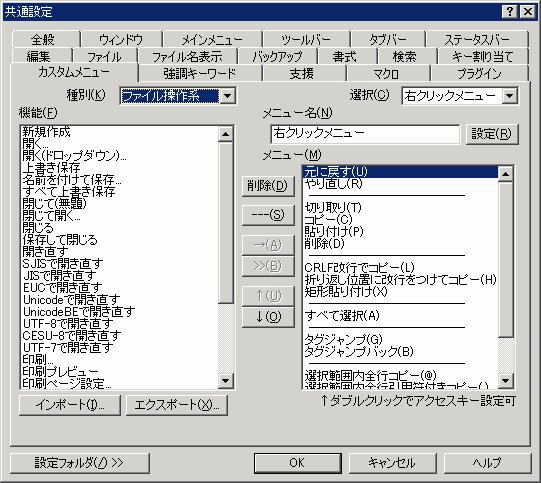 共通設定
全般 ウィンドウ メインメニュー ツールバー タブバー ステータスバー
編集 ファイル ファイル名表示 バックアップ 書式 検索 キー割り当て
カスタムメニュー 強調キーワード 支援 マクロ プラグイン
種別(K) ファイル操作系
選択(C) 右クリックメニュー
機能(F)
新規作成
開く...
開く(ドロップダウン)...
上書き保存
名前を付けて保存...
すべて上書き保存
閉じて(無題)
閉じて開く...
閉じる
保存して閉じる
開き直す
SJISで開き直す
JISで開き直す
EUCで開き直す
Unicodeで開き直す
UnicodeBEで開き直す
UTF-8で開き直す
CESU-8で開き直す
UTF-7で開き直す
印刷...
印刷プレビュー
印刷ページ設定...
インポート(I)...
エクスポート(X)...
削除(D)
---(S)
→(A)
>>(B)
↑(U)
↓(O)
メニュー名(N)
右クリックメニュー
設定(R)
メニュー(M)
元に戻す(U)
やり直し(R)
切り取り(T)
コピー(C)
貼り付け(P)
削除(D)
CRLF改行でコピー(L)
折り返し位置に改行をつけてコピー(H)
矩形貼り付け(X)
すべて選択(A)
タグジャンプ(G)
タグジャンプバック(B)
選択範囲内全行コピー(@)
選択範囲内全行引用符付きコピー(.)
↑ダブルクリックでアクセスキー設定可
設定フォルダ(/) >>
OK
キャンセル
ヘルプ